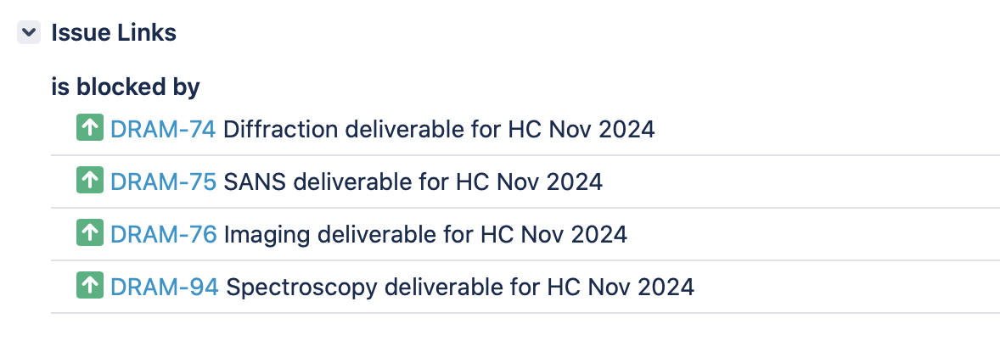 Issue Links
is blocked by
DRAM-74 Diffraction deliverable for HC Nov 2024
DRAM-75 SANS deliverable for HC Nov 2024
DRAM-76 Imaging deliverable for HC Nov 2024
DRAM-94 Spectroscopy deliverable for HC Nov 2024